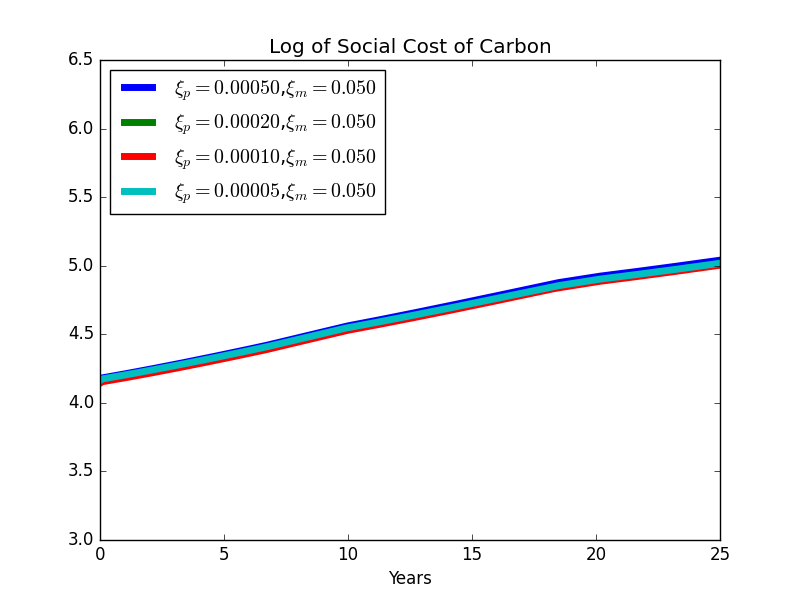 Log of Social Cost of Carbon
6.5
6.0
5.5
5.0
4.5
4.0
3.5
3.0
ξₚ = 0.00050,ξₘ = 0.050
ξₚ = 0.00020,ξₘ = 0.050
ξₚ = 0.00010,ξₘ = 0.050
ξₚ = 0.00005,ξₘ = 0.050
0 5 10 15 20 25
Years